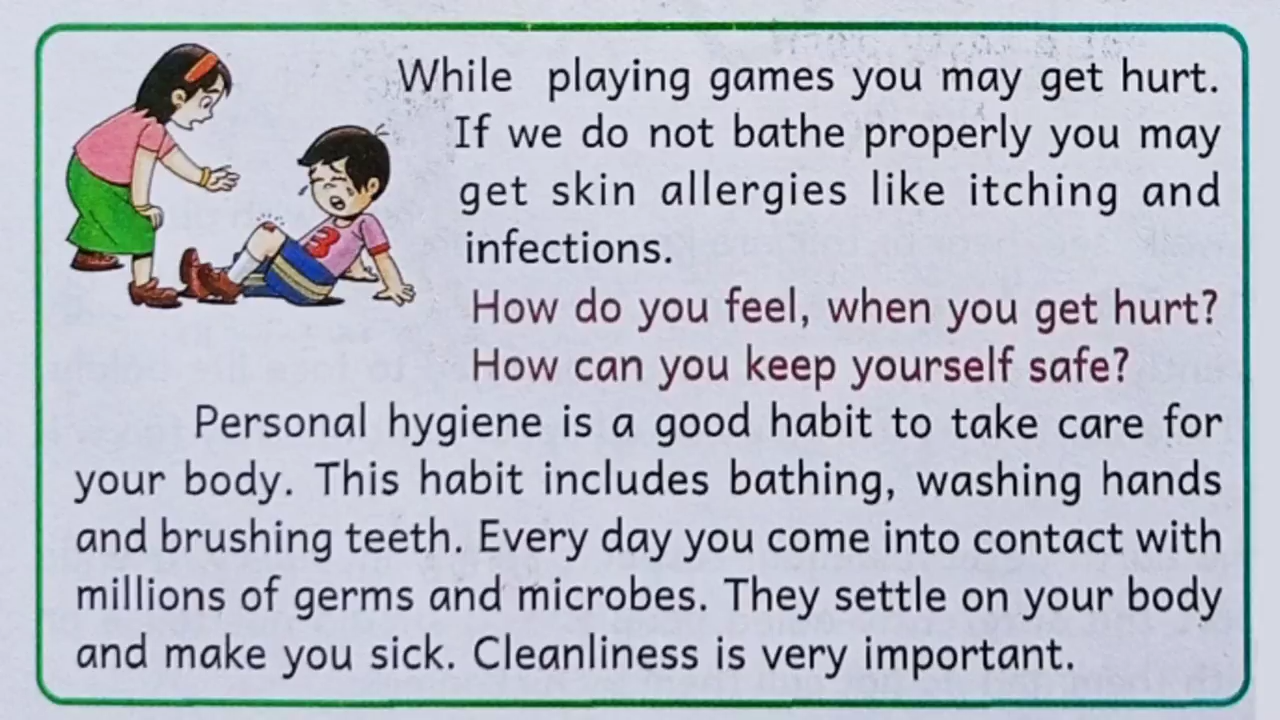 While playing games you may get hurt.
If we do not bathe properly you may
get skin allergies like itching and
infections.
3
How do you feel, when you get hurt?
How can you keep yourself safe?
Personal hygiene is a good habit to take care for
your body. This habit includes bathing, washing hands
and brushing teeth. Every day you come into contact with
millions of germs and microbes. They settle on your body
and make you sick. Cleanliness is very important.